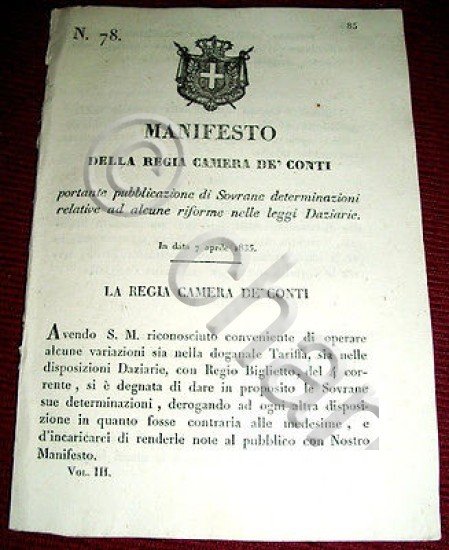 N. 78.
85
MANIFESTO
DELLA REGIA CAMERA DE' CONTI
portante pubblicazione di Sovrane determinazioni
relative ad alcune riforme nelle leggi Daziarie.
In data 7 aprile 1835.
LA REGIA CAMERA DE' CONTI
Avendo S. M. riconosciuto conveniente di operare
alcune variazioni sia nella doganale Tariffa, sia nelle
disposizioni Daziarie, con Regio Biglietto del cor-
rente, si è degnata di dare in proposito le Sovrane
sue determinazioni, derogando ad ogni altra disposi-
zione in quanto fosse contraria alle medesime, e
d'incaricarci di renderle note al pubblico con Nostro
Manifesto.
Vol. III.